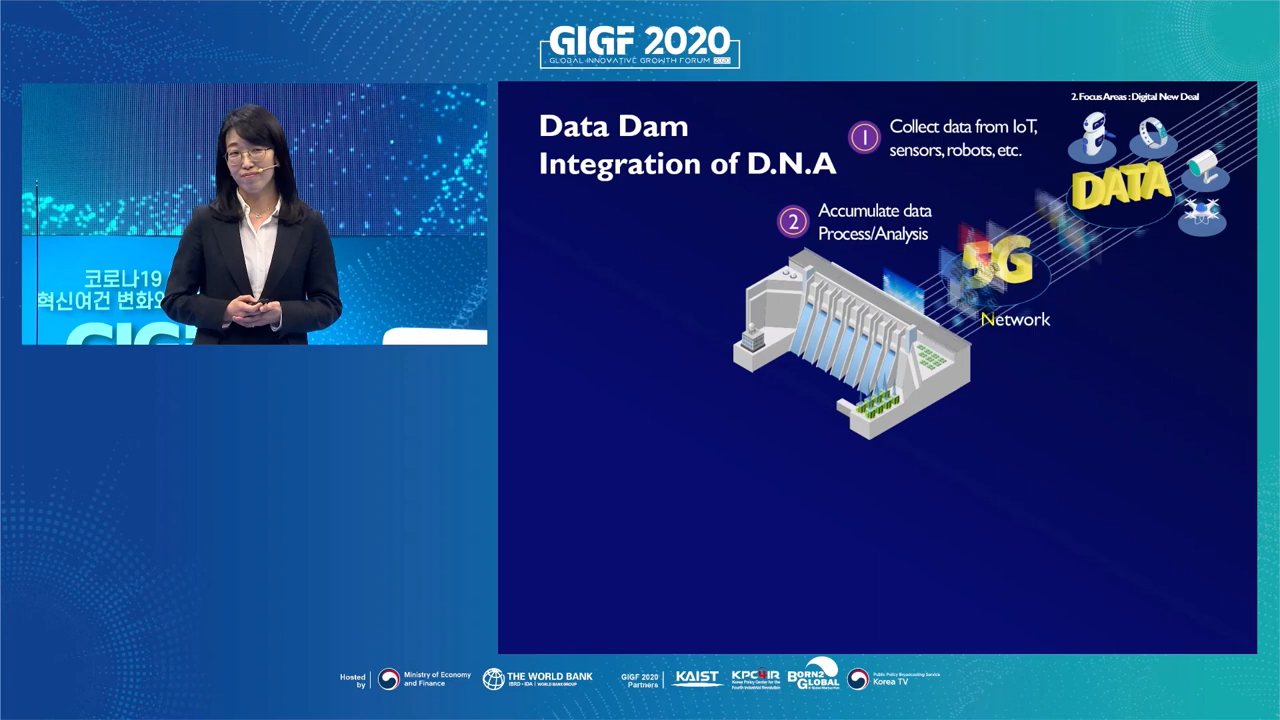 GIGF 2020
GLOBAL INNOVATIVE GROWTH FORUM 2020
2. Focus Areas : Digital New Deal
Data Dam
Integration of D.N.A
1
Collect data from IoT,
sensors, robots, etc.
DATA
2
Accumulate data
Process/Analysis
5G
Network
코로나19
혁신여건 변화와
GIGF
Hosted
by
Ministry of Economy
and Finance
THE WORLD BANK
IBRD • IDA | WORLD BANK GROUP
GIGF 2020
Partners
KAIST
KPC4IR
Korea Policy Center for the
Fourth Industrial Revolution
BORN2
GLOBAL
Public Policy Broadcasting Service
Korea TV